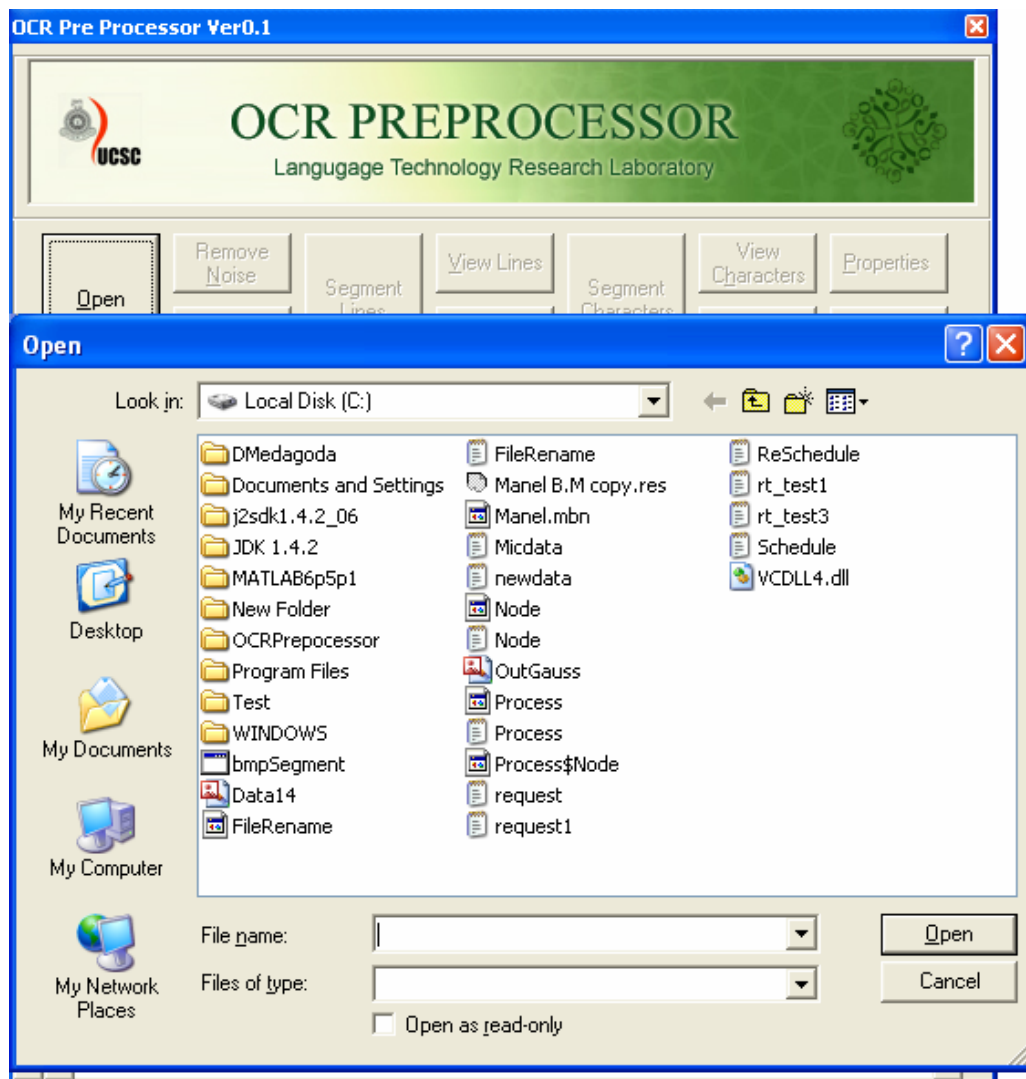 OCR Pre Processor Ver0.1
UCSC
OCR PREPROCESSOR
Langugage Technology Research Laboratory
Open
Remove
Noise
Segment
Lines
View Lines
Segment
Characters
View
Characters
Properties
Open
Look in:
Local Disk (C:)
My Recent
Documents
Desktop
My Documents
My Computer
My Network
Places
DMedagoda
Documents and Settings
j2sdk1.4.2_06
JDK 1.4.2
MATLAB6p5p1
New Folder
OCRPrepocessor
Program Files
Test
WINDOWS
bmpSegment
Data14
FileRename
FileRename
Manel B.M copy.res
Manel.mbn
Micdata
newdata
Node
Node
OutGauss
Process
Process
Process$Node
request
request1
ReSchedule
rt_test1
rt_test3
Schedule
VCDLL4.dll
File name:
Open
Files of type:
Cancel
Open as read-only